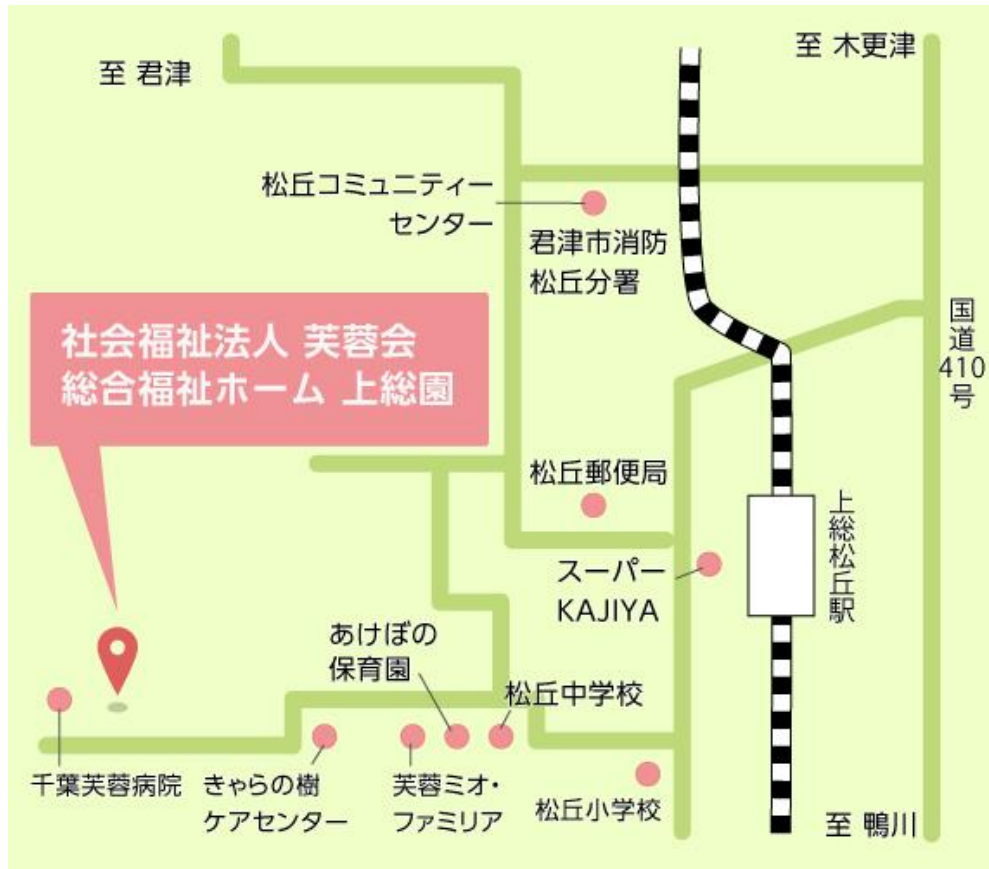 至 君津
至 木更津
松丘コミュニティー
センター
君津市消防
松丘分署
社会福祉法人 芙蓉会
総合福祉ホーム 上総園
国道
410
号
松丘郵便局
上総松丘駅
スーパー
KAJIYA
あけぼの
保育園
松丘中学校
千葉芙蓉病院
きゃらの樹
ケアセンター
芙蓉ミオ・
ファミリア
松丘小学校
至 鴨川